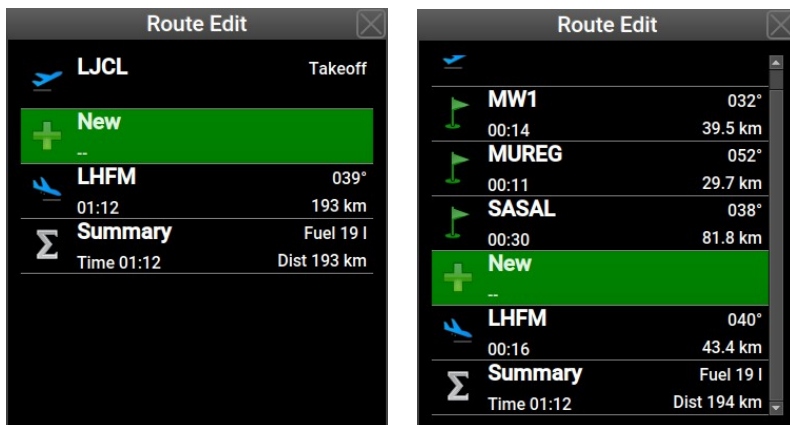 Route Edit
LJCL
Takeoff
New
--
LHFM
039°
01:12
193 km
Summary
Fuel 19 l
Time 01:12
Dist 193 km
Route Edit
MW1
032°
00:14
39.5 km
MUREG
052°
00:11
29.7 km
SASAL
038°
00:30
81.8 km
New
--
LHFM
040°
00:16
43.4 km
Summary
Fuel 19 l
Time 01:12
Dist 194 km